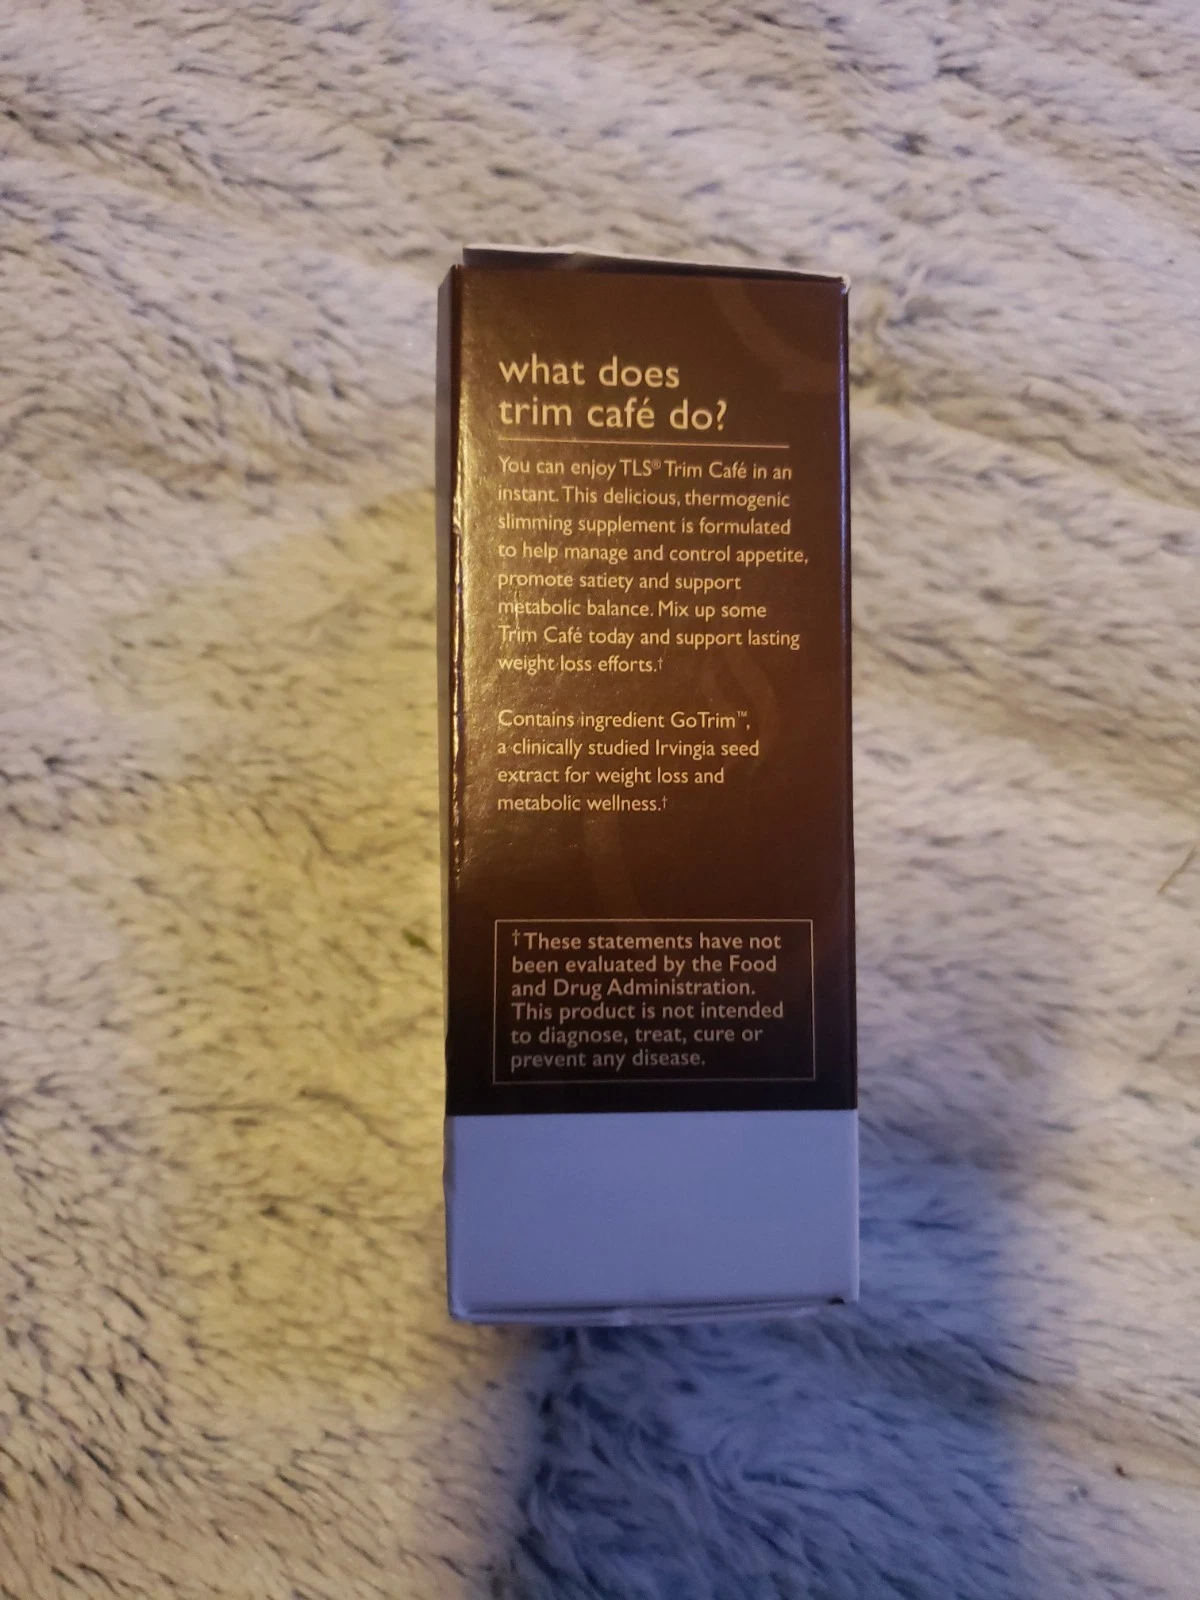 what does
trim café do?
You can enjoy TLS® Trim Café in an
instant. This delicious, thermogenic
slimming supplement is formulated
to help manage and control appetite,
promote satiety and support
metabolic balance. Mix up some
Trim Café today and support lasting
weight loss efforts.†
Contains ingredient GoTrim™,
a clinically studied Irvingia seed
extract for weight loss and
metabolic wellness.†
†These statements have not
been evaluated by the Food
and Drug Administration.
This product is not intended
to diagnose, treat, cure or
prevent any disease.